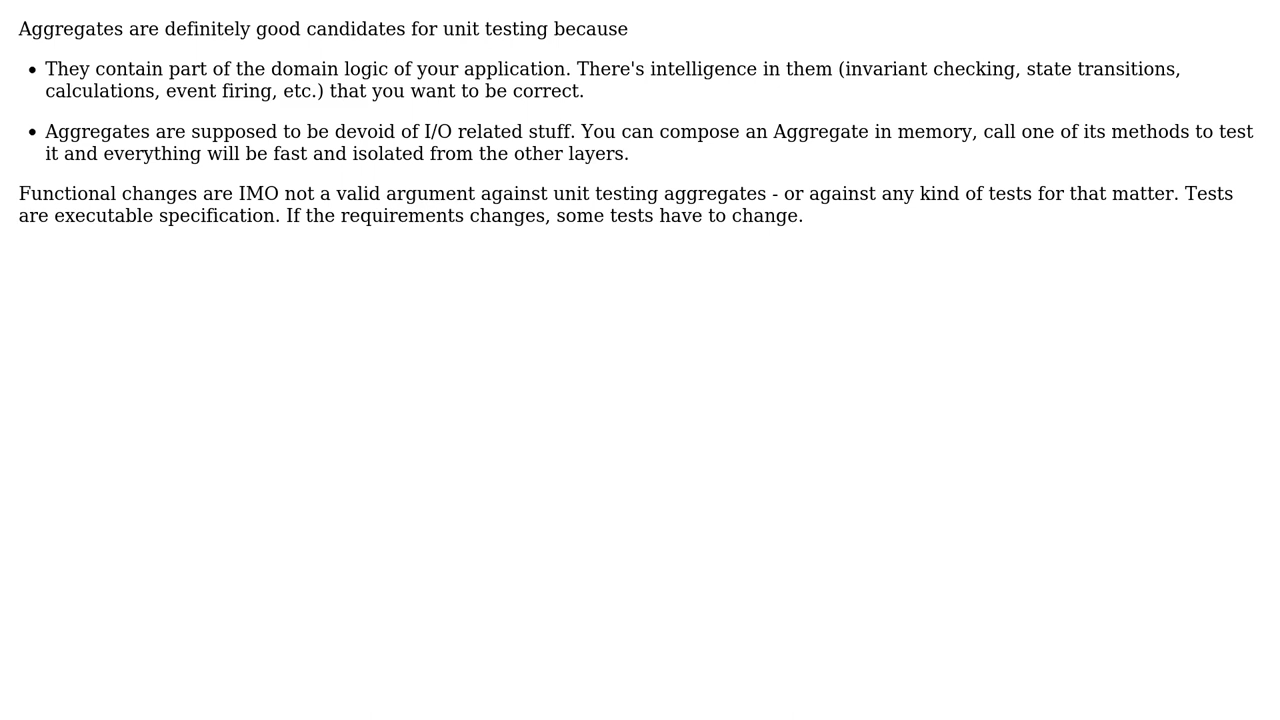 Aggregates are definitely good candidates for unit testing because
• They contain part of the domain logic of your application. There's intelligence in them (invariant checking, state transitions,
calculations, event firing, etc.) that you want to be correct.
• Aggregates are supposed to be devoid of I/O related stuff. You can compose an Aggregate in memory, call one of its methods to test
it and everything will be fast and isolated from the other layers.
Functional changes are IMO not a valid argument against unit testing aggregates - or against any kind of tests for that matter. Tests
are executable specification. If the requirements changes, some tests have to change.